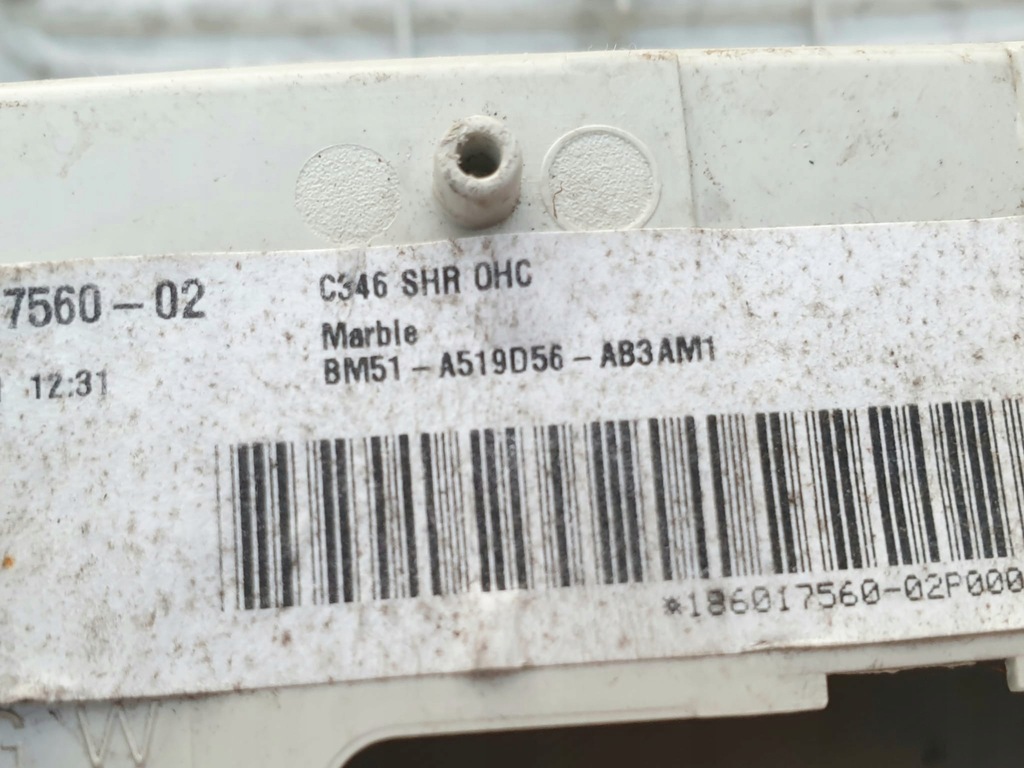 7560-02
C346 SHR OHC
Marble
12:31
BM51-A519D56-AB3AM1
*186017560-02P000